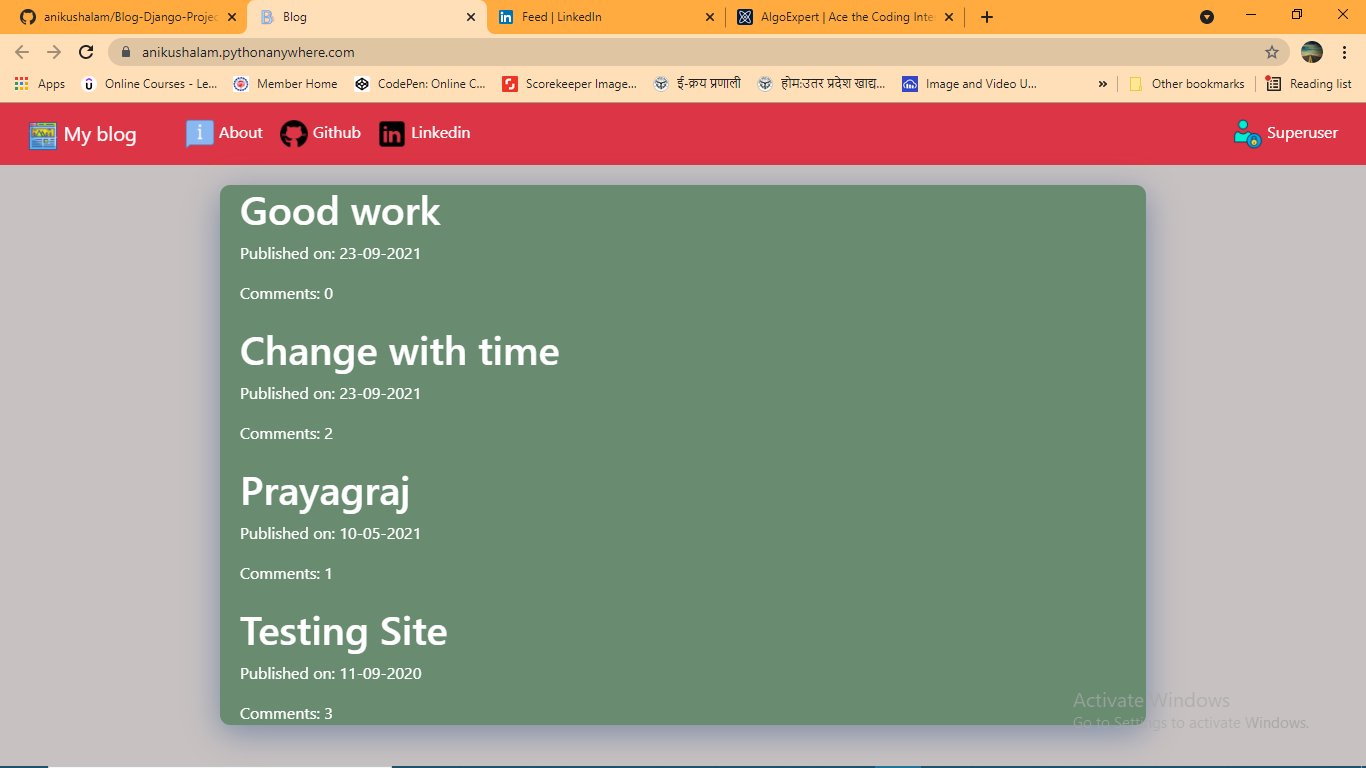 anikushalam/Blog-Django-Projec
Blog
Feed | LinkedIn
AlgoExpert | Ace the Coding Inte
anikushalam.pythonanywhere.com
Apps
Online Courses - Le...
Member Home
CodePen: Online C...
Scorekeeper Image...
ई-क्रय प्रणाली
होम:उतर प्रदेश खाद्य...
Image and Video U...
»
Other bookmarks
Reading list
My blog
About
Github
Linkedin
Superuser
Good work
Published on: 23-09-2021
Comments: 0
Change with time
Published on: 23-09-2021
Comments: 2
Prayagraj
Published on: 10-05-2021
Comments: 1
Testing Site
Published on: 11-09-2020
Comments: 3
Activate Windows
Go to Settings to activate Windows.